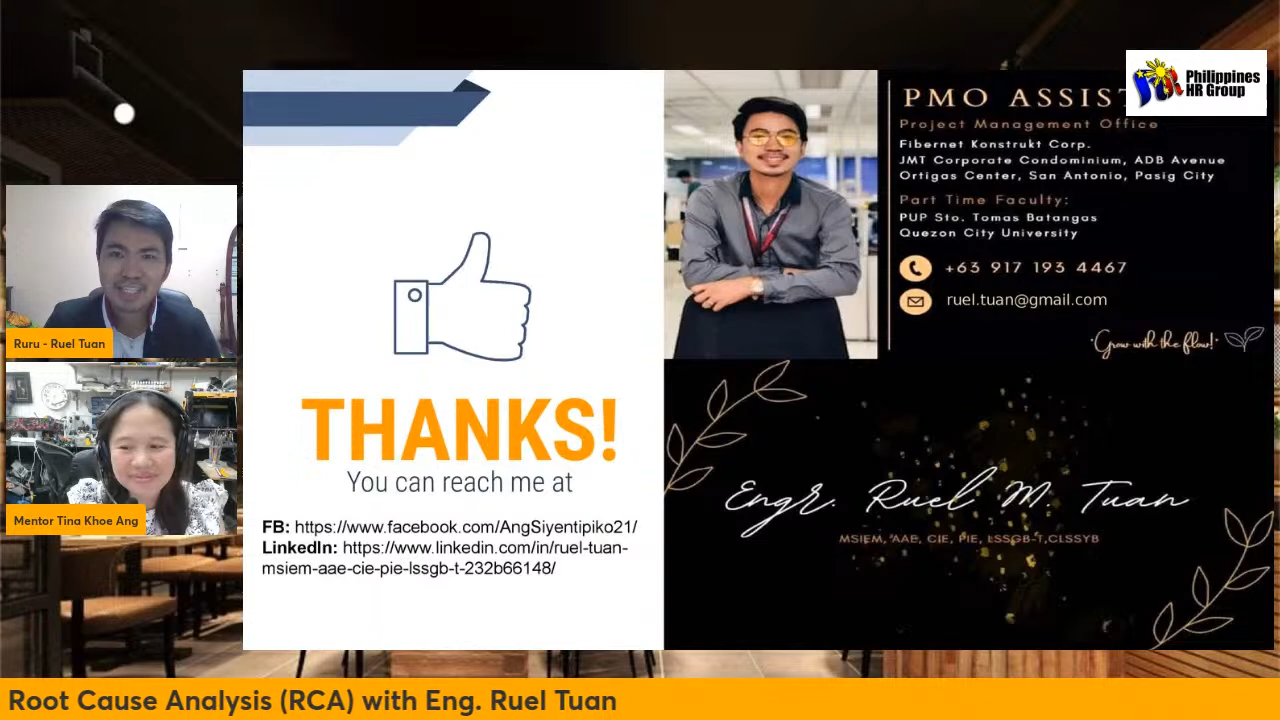 Philippines
HR Group
PMO ASSIST
Project Management Office
Fibernet Konstrukt Corp.
JMT Corporate Condominium, ADB Avenue
Ortigas Center, San Antonio, Pasig City
Part Time Faculty:
PUP Sto. Tomas Batangas
Quezon City University
+63 917 193 4467
ruel.tuan@gmail.com
"Grow with the flow!"
Ruru - Ruel Tuan
Mentor Tina Khoe Ang
THANKS!
You can reach me at
FB: https://www.facebook.com/AngSiyentipiko21/
LinkedIn: https://www.linkedin.com/in/ruel-tuan-
msiem-aae-cie-pie-lssgb-t-232b66148/
Engr. Ruel M. Tuan
MSIEM, AAE, CIE, PIE, LSSGB-T,CLSSYB
Root Cause Analysis (RCA) with Eng. Ruel Tuan